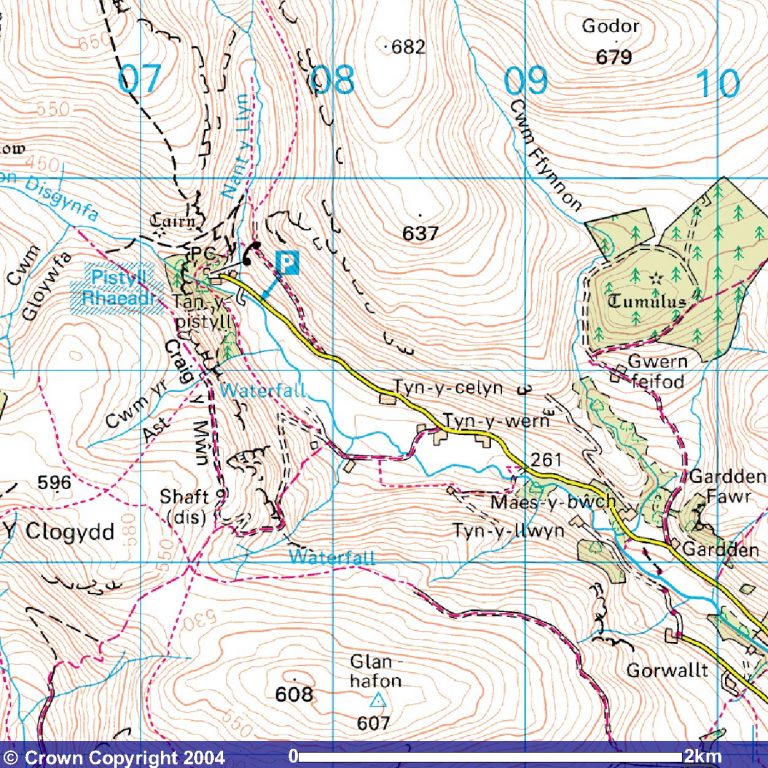 Godor
679
682
650
07
08
09
10
550
Cwm Ffynnon
Nant y Llyn
ow
450
on Disgynfa
Cairn
637
PC
P
Cwm
Gloywfa
Pistyll
Rhaeadr
Tan-y-
pistyll
Tumulus
Craig y Mwn
Gwern
feifod
Waterfall
Tyn-y-celyn
Cwm yr
Ast
Tyn-y-wern
261
596
Shaft
(dis)
Maes-y-bwch
Gardden
Fawr
Y Clogydd
580
550
Tyn-y-llwyn
Gardden
Waterfall
530
Glan-
hafon
Gorwallt
608
607
550
© Crown Copyright 2004
0
2km